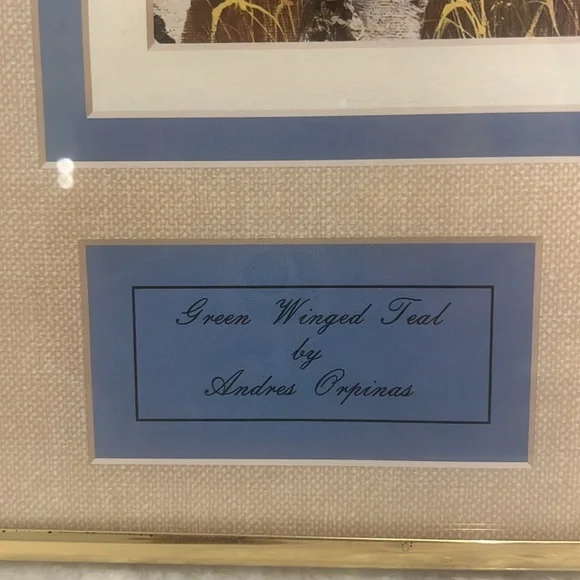 Green Winged Teal
by
Andres Orpinas